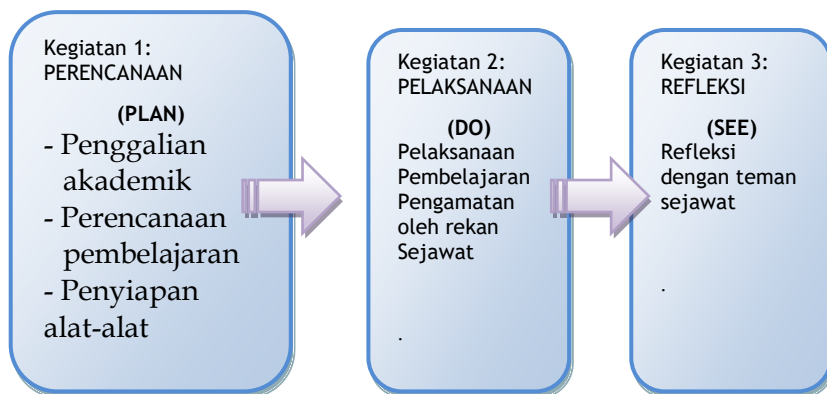 Kegiatan 1:
PERENCANAAN
(PLAN)
- Penggalian
akademik
- Perencanaan
pembelajaran
- Penyiapan
alat-alat
Kegiatan 2:
PELAKSANAAN
(DO)
Pelaksanaan
Pembelajaran
Pengamatan
oleh rekan
Sejawat
.
Kegiatan 3:
REFLEKSI
(SEE)
Refleksi
dengan teman
sejawat
.